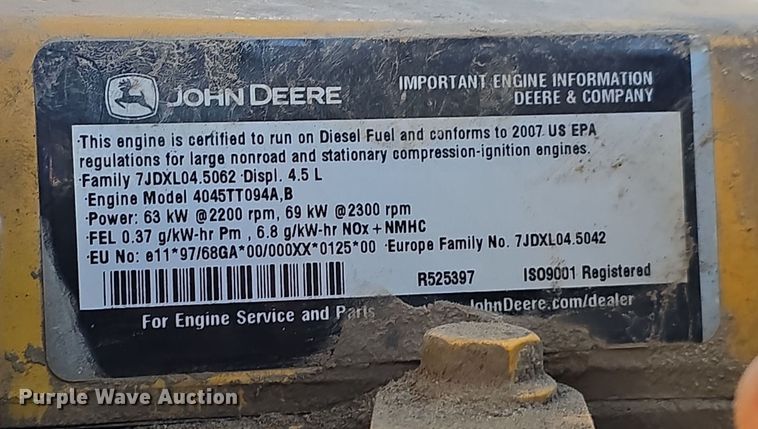 JOHN DEERE
IMPORTANT ENGINE INFORMATION
DEERE & COMPANY
This engine is certified to run on Diesel Fuel and conforms to 2007 US EPA
regulations for large nonroad and stationary compression-ignition engines.
Family 7JDXL04.5062 Displ. 4.5 L
Engine Model 4045TT094A,B
Power: 63 kW @2200 rpm, 69 kW @2300 rpm
FEL 0.37 g/kW-hr Pm , 6.8 g/kW-hr NOx + NMHC
EU No: e11*97/68GA*00/000XX*0125*00 Europe Family No. 7JDXL04.5042
R525397 ISO9001 Registered
For Engine Service and Parts JohnDeere.com/dealer
Purple Wave Auction